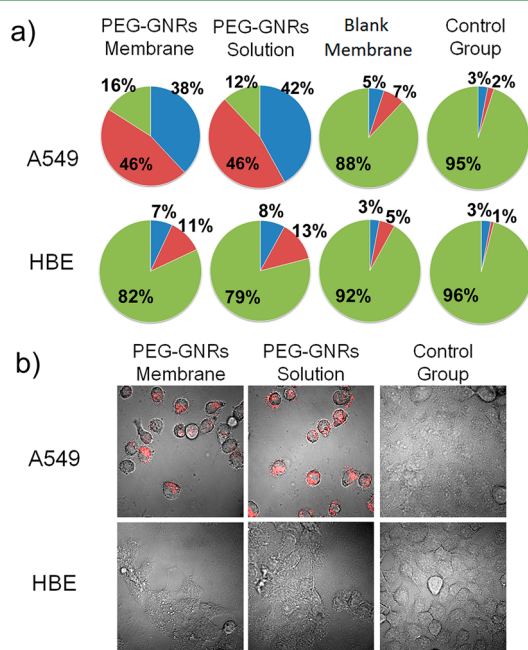 a)
PEG-GNRs Membrane
PEG-GNRs Solution
Blank Membrane
Control Group
A549
16% 38% 46%
12% 42% 46%
5% 7% 88%
3% 2% 95%
HBE
7% 11% 82%
8% 13% 79%
3% 5% 92%
3% 1% 96%
b)
PEG-GNRs Membrane
PEG-GNRs Solution
Control Group
A549
HBE